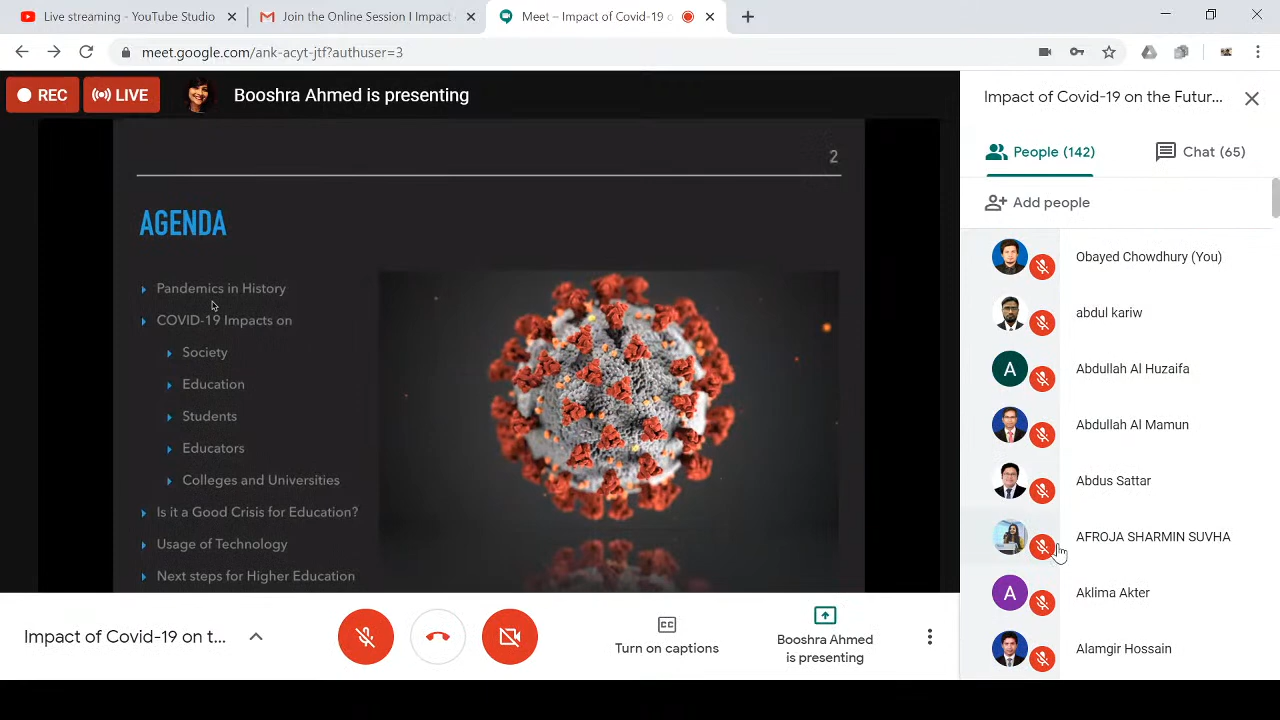 Live streaming - YouTube Studio
Join the Online Session I Impact
Meet – Impact of Covid-19 o
meet.google.com/ank-acyt-jtf?authuser=3
REC
LIVE
Booshra Ahmed is presenting
2
AGENDA
Pandemics in History
COVID-19 Impacts on
Society
Education
Students
Educators
Colleges and Universities
Is it a Good Crisis for Education?
Usage of Technology
Next steps for Higher Education
Impact of Covid-19 on t...
Turn on captions
Booshra Ahmed
is presenting
Impact of Covid-19 on the Futur...
People (142)
Chat (65)
Add people
Obayed Chowdhury (You)
abdul kariw
A
Abdullah Al Huzaifa
Abdullah Al Mamun
Abdus Sattar
AFROJA SHARMIN SUVHA
A
Aklima Akter
Alamgir Hossain